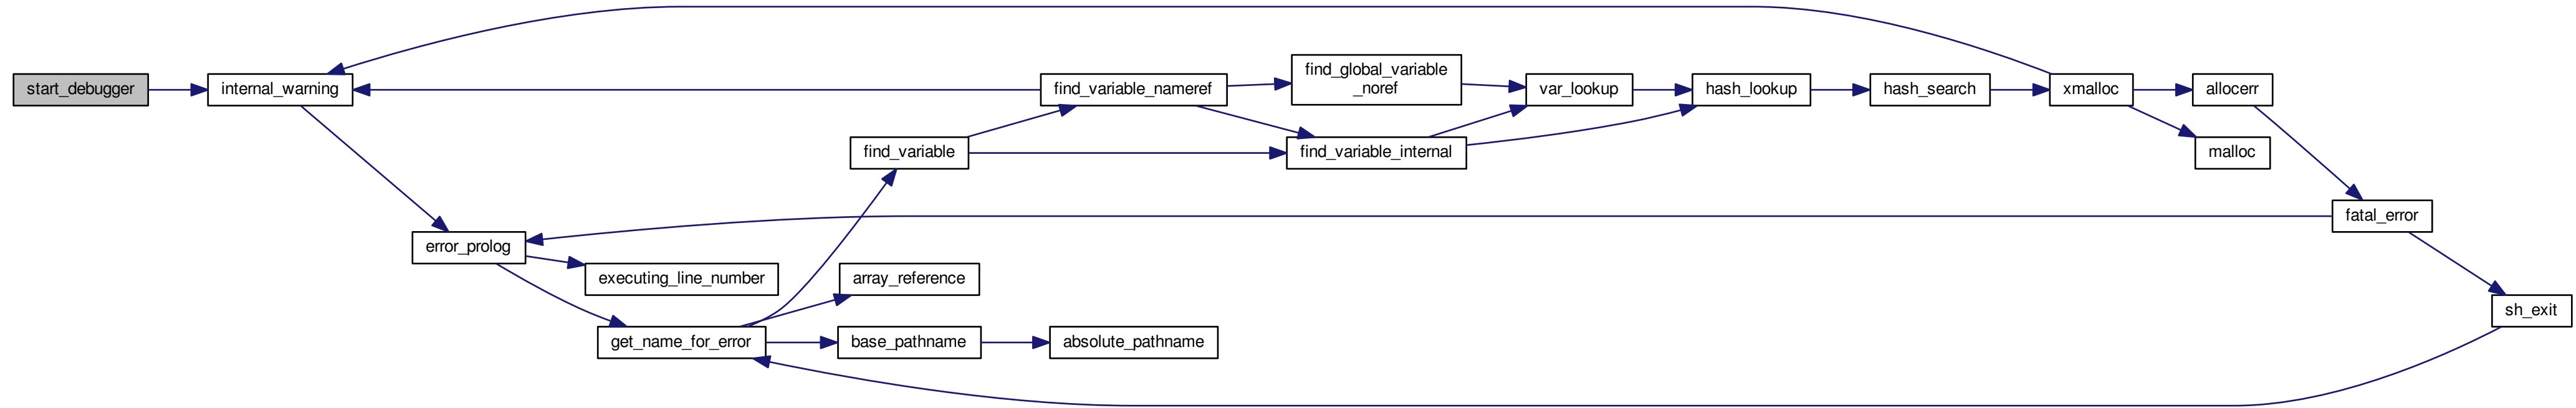 start_debugger
internal_warning
find_variable_nameref
find_global_variable
_noref
var_lookup
hash_lookup
hash_search
xmalloc
allocerr
find_variable
find_variable_internal
malloc
fatal_error
error_prolog
executing_line_number
array_reference
sh_exit
get_name_for_error
base_pathname
absolute_pathname